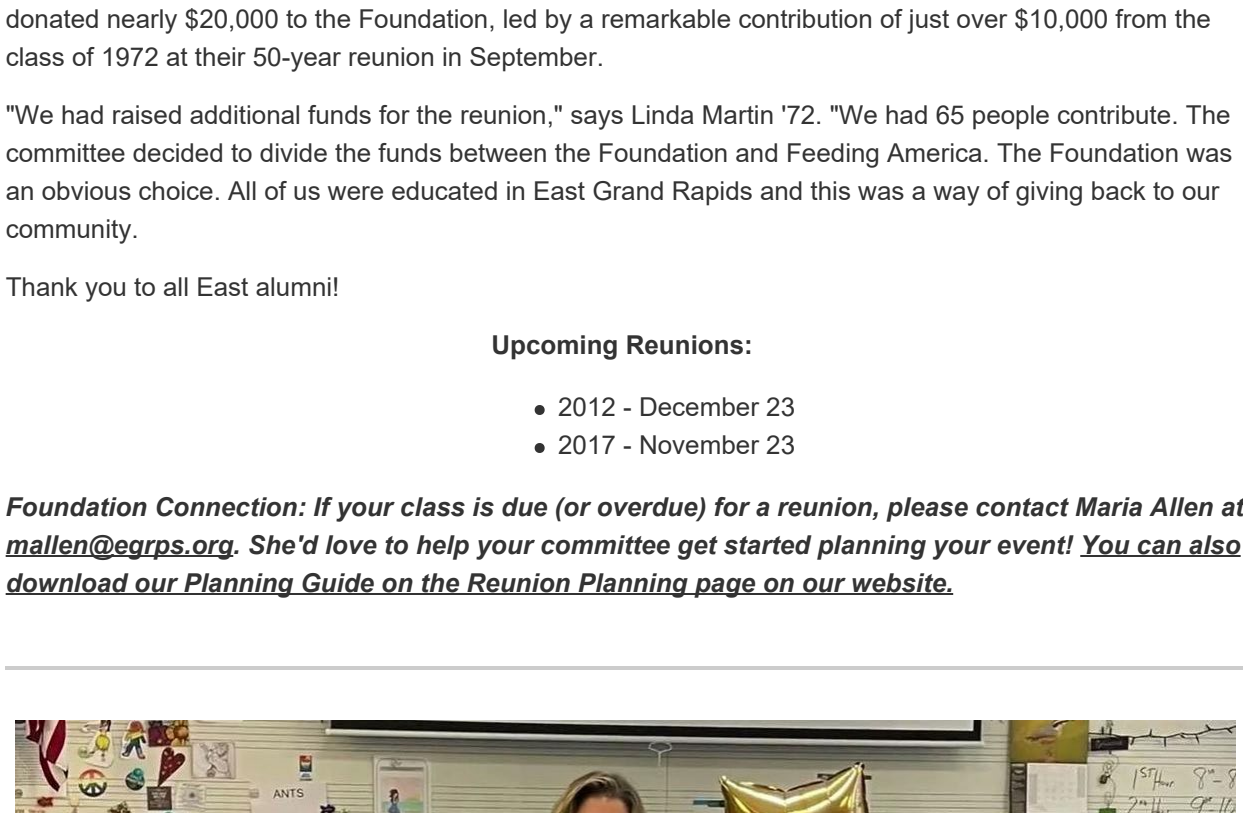 donated nearly $20,000 to the Foundation, led by a remarkable contribution of just over $10,000 from the
class of 1972 at their 50-year reunion in September.
"We had raised additional funds for the reunion," says Linda Martin '72. "We had 65 people contribute. The
committee decided to divide the funds between the Foundation and Feeding America. The Foundation was
an obvious choice. All of us were educated in East Grand Rapids and this was a way of giving back to our
community.
Thank you to all East alumni!
Upcoming Reunions:
• 2012 - December 23
• 2017 - November 23
Foundation Connection: If your class is due (or overdue) for a reunion, please contact Maria Allen at
mallen@egrps.org. She'd love to help your committee get started planning your event! You can also
download our Planning Guide on the Reunion Planning page on our website.
ANTS
1ST Hour